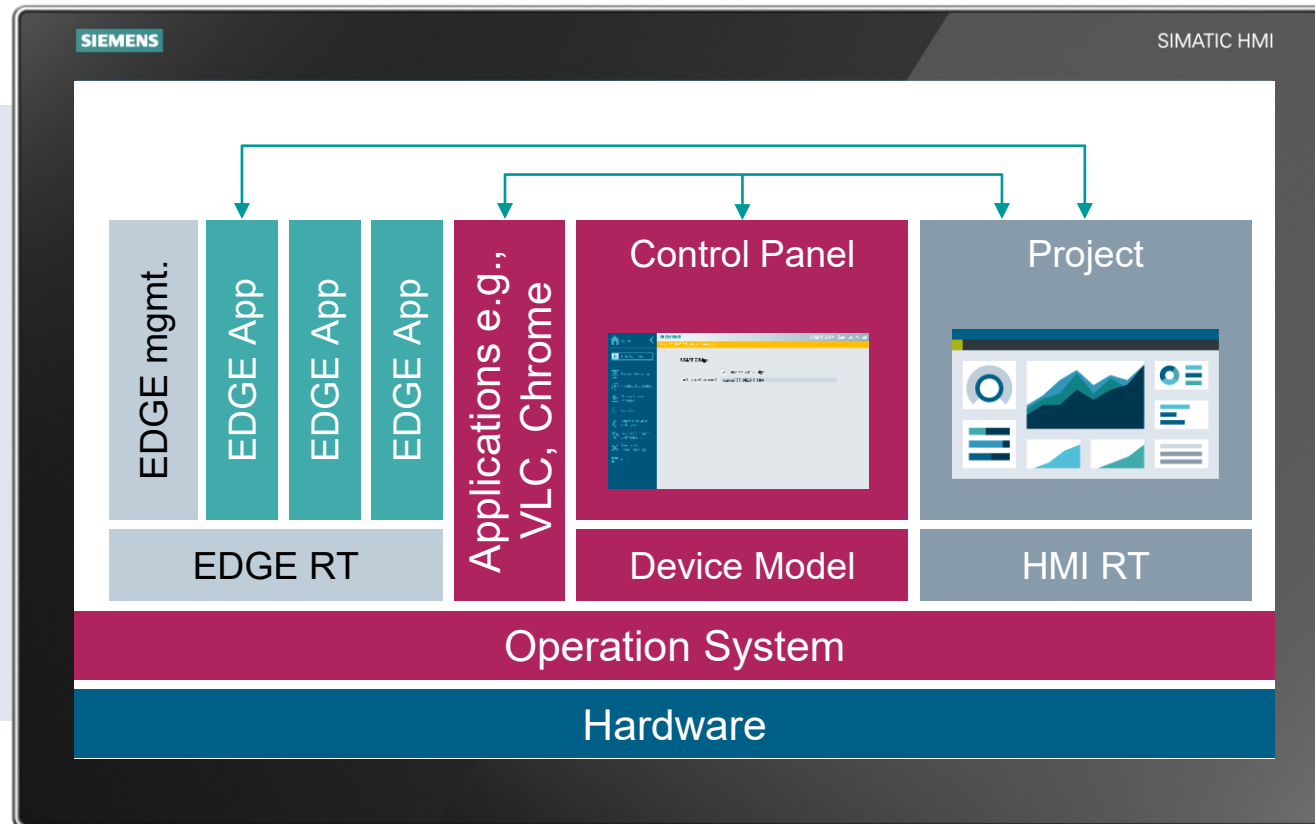 SIEMENS
SIMATIC HMI
EDGE mgmt.
EDGE App
EDGE App
EDGE App
Applications e.g.,
VLC, Chrome
Control Panel
Project
EDGE RT
Device Model
HMI RT
Operation System
Hardware